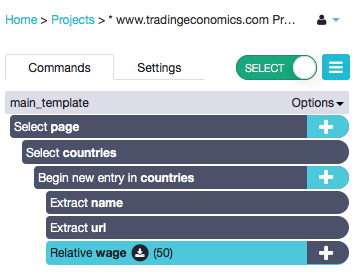 Home > Projects > * www.tradingeconomics.com Pr...
Commands
Settings
SELECT
main_template
Options
Select page
Select countries
Begin new entry in countries
Extract name
Extract url
Relative wage (50)